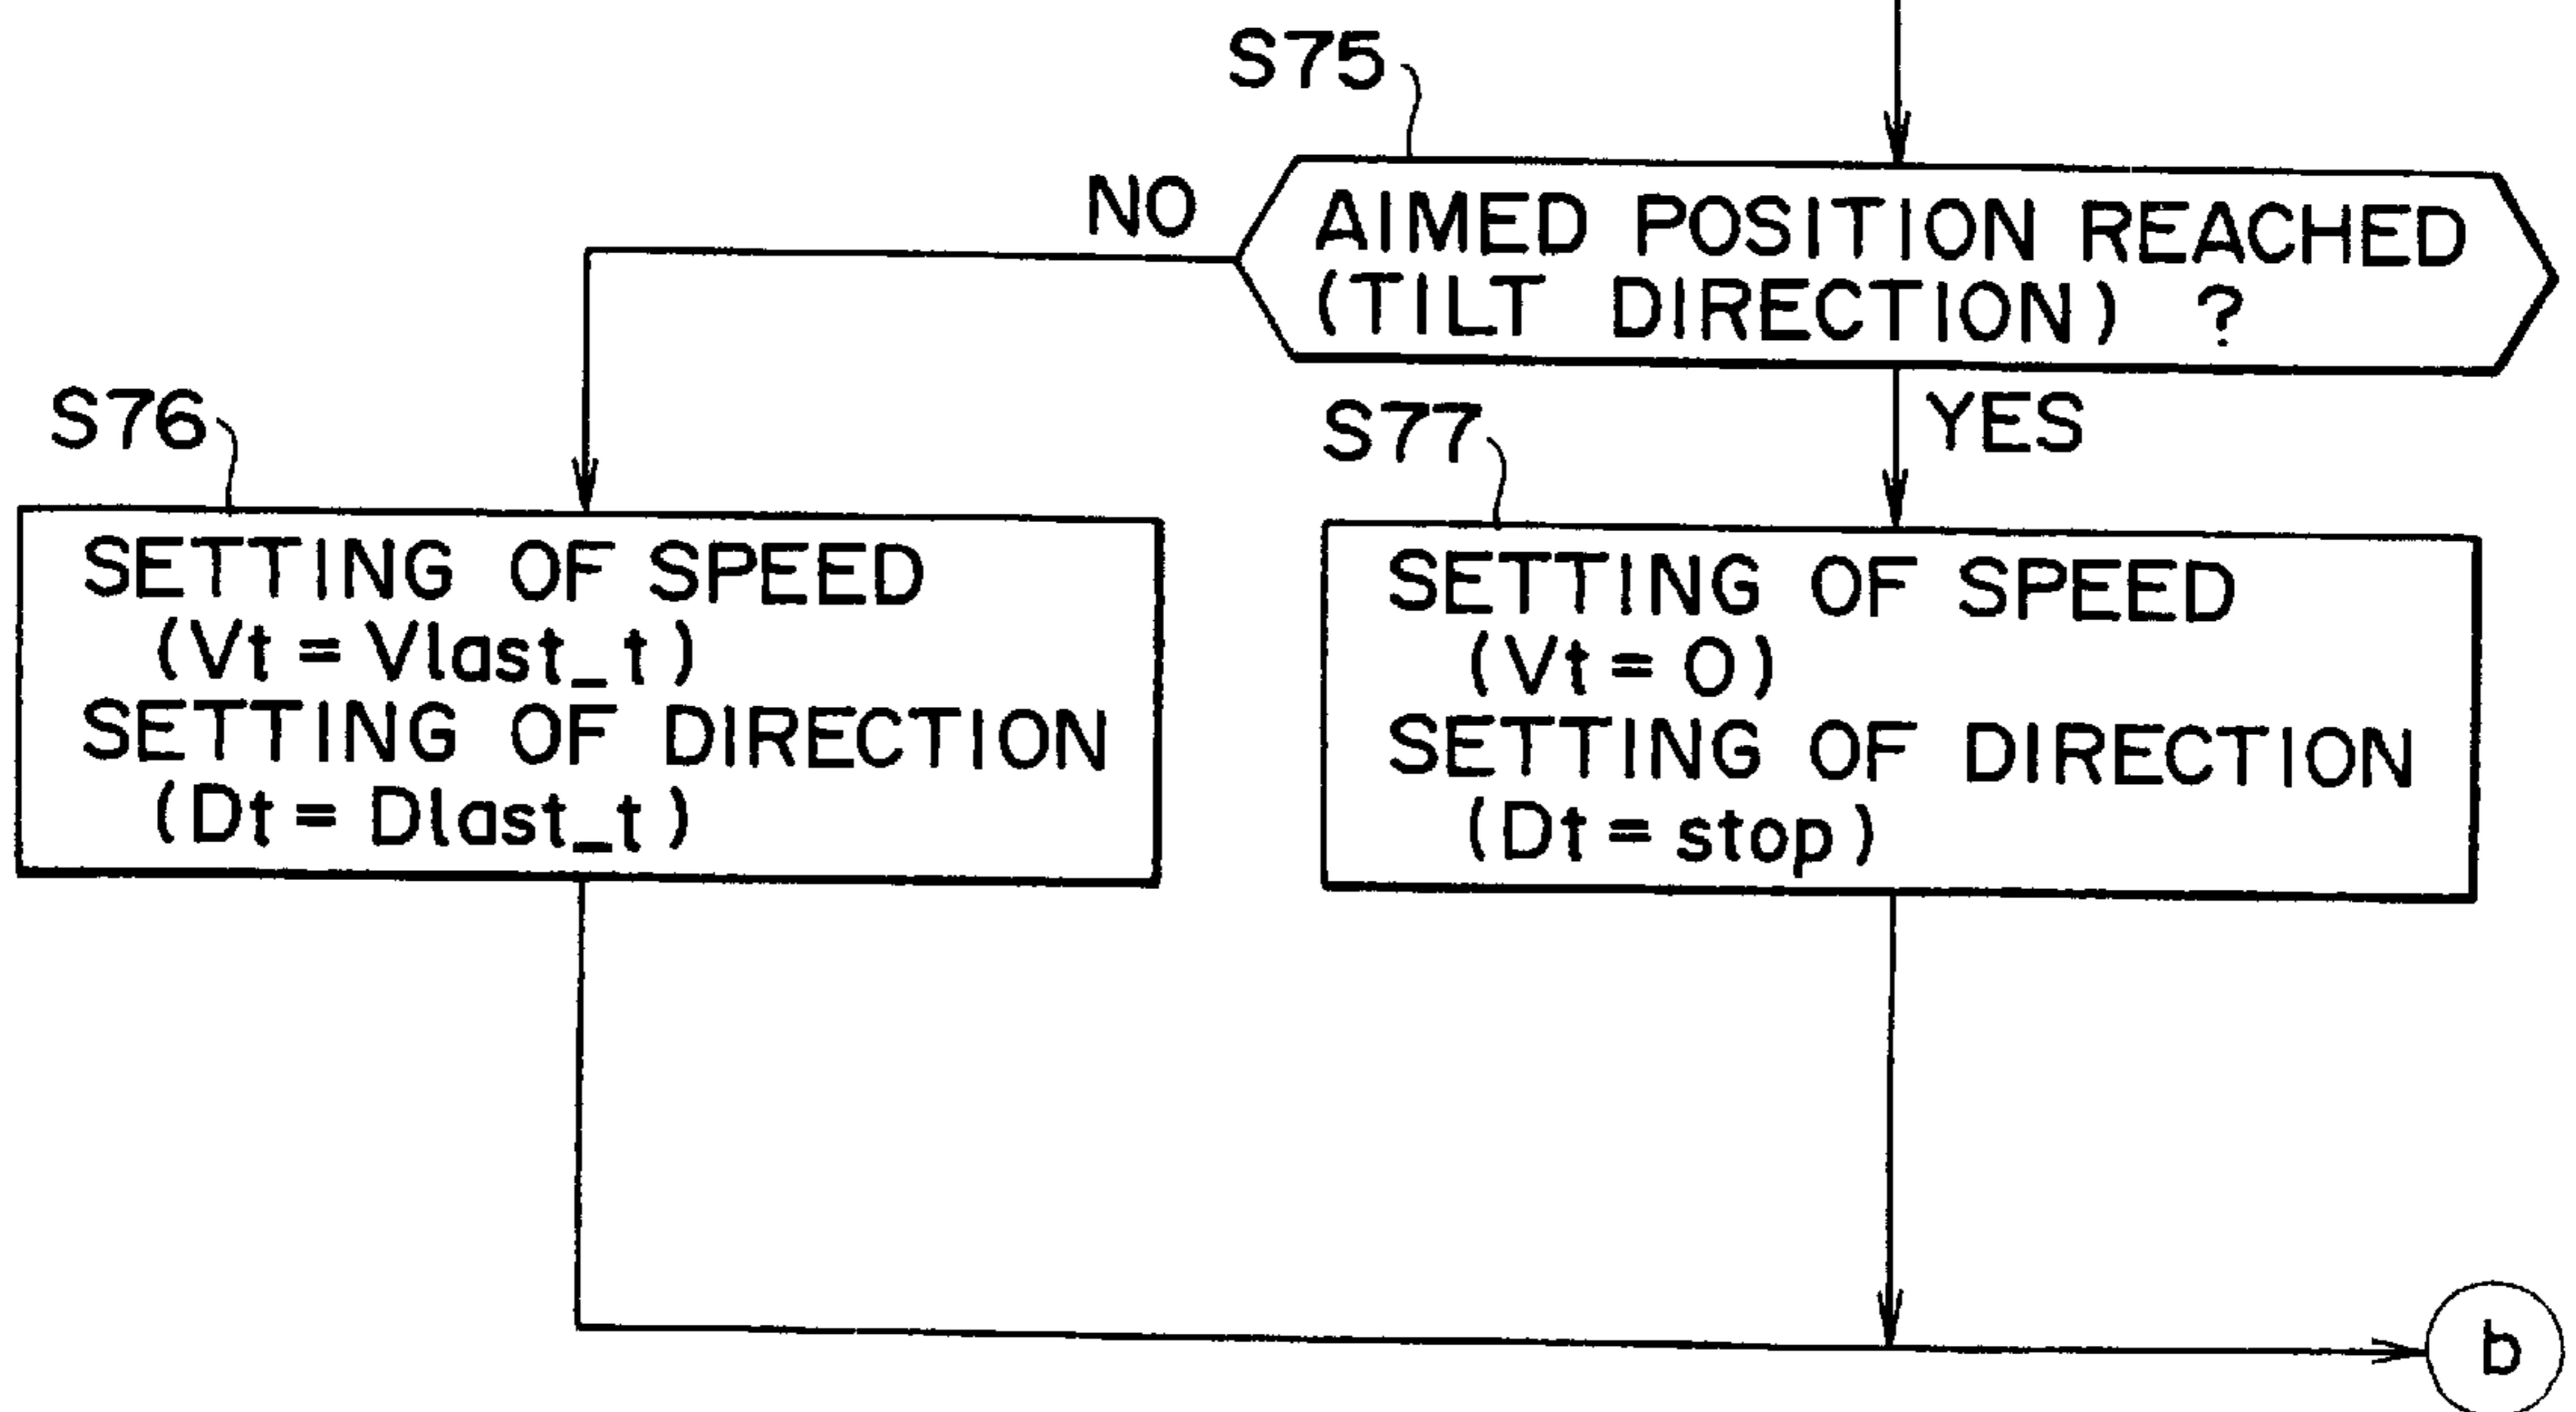 S75
NO
AIMED POSITION REACHED
(TILT DIRECTION) ?
YES
S76
SETTING OF SPEED
(Vt = Vlast_t)
SETTING OF DIRECTION
(Dt = Dlast_t)
S77
SETTING OF SPEED
(Vt = 0)
SETTING OF DIRECTION
(Dt = stop)
b